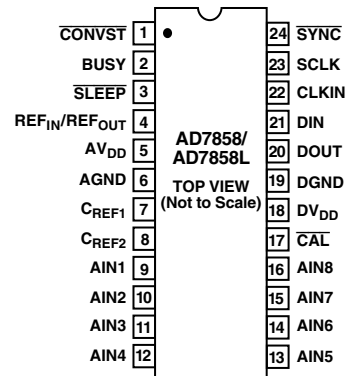 CONVST 1 24 SYNC
BUSY 2 23 SCLK
SLEEP 3 22 CLKIN
REFIN/REFOUT 4 21 DIN
AD7858/
AVDD 5 20 DOUT
AD7858L
AGND 6 19 DGND
TOP VIEW
CREF1 7 (Not to Scale) 18 DVDD
CREF2 8 17 CAL
AIN1 9 16 AIN8
AIN2 10 15 AIN7
AIN3 11 14 AIN6
AIN4 12 13 AIN5